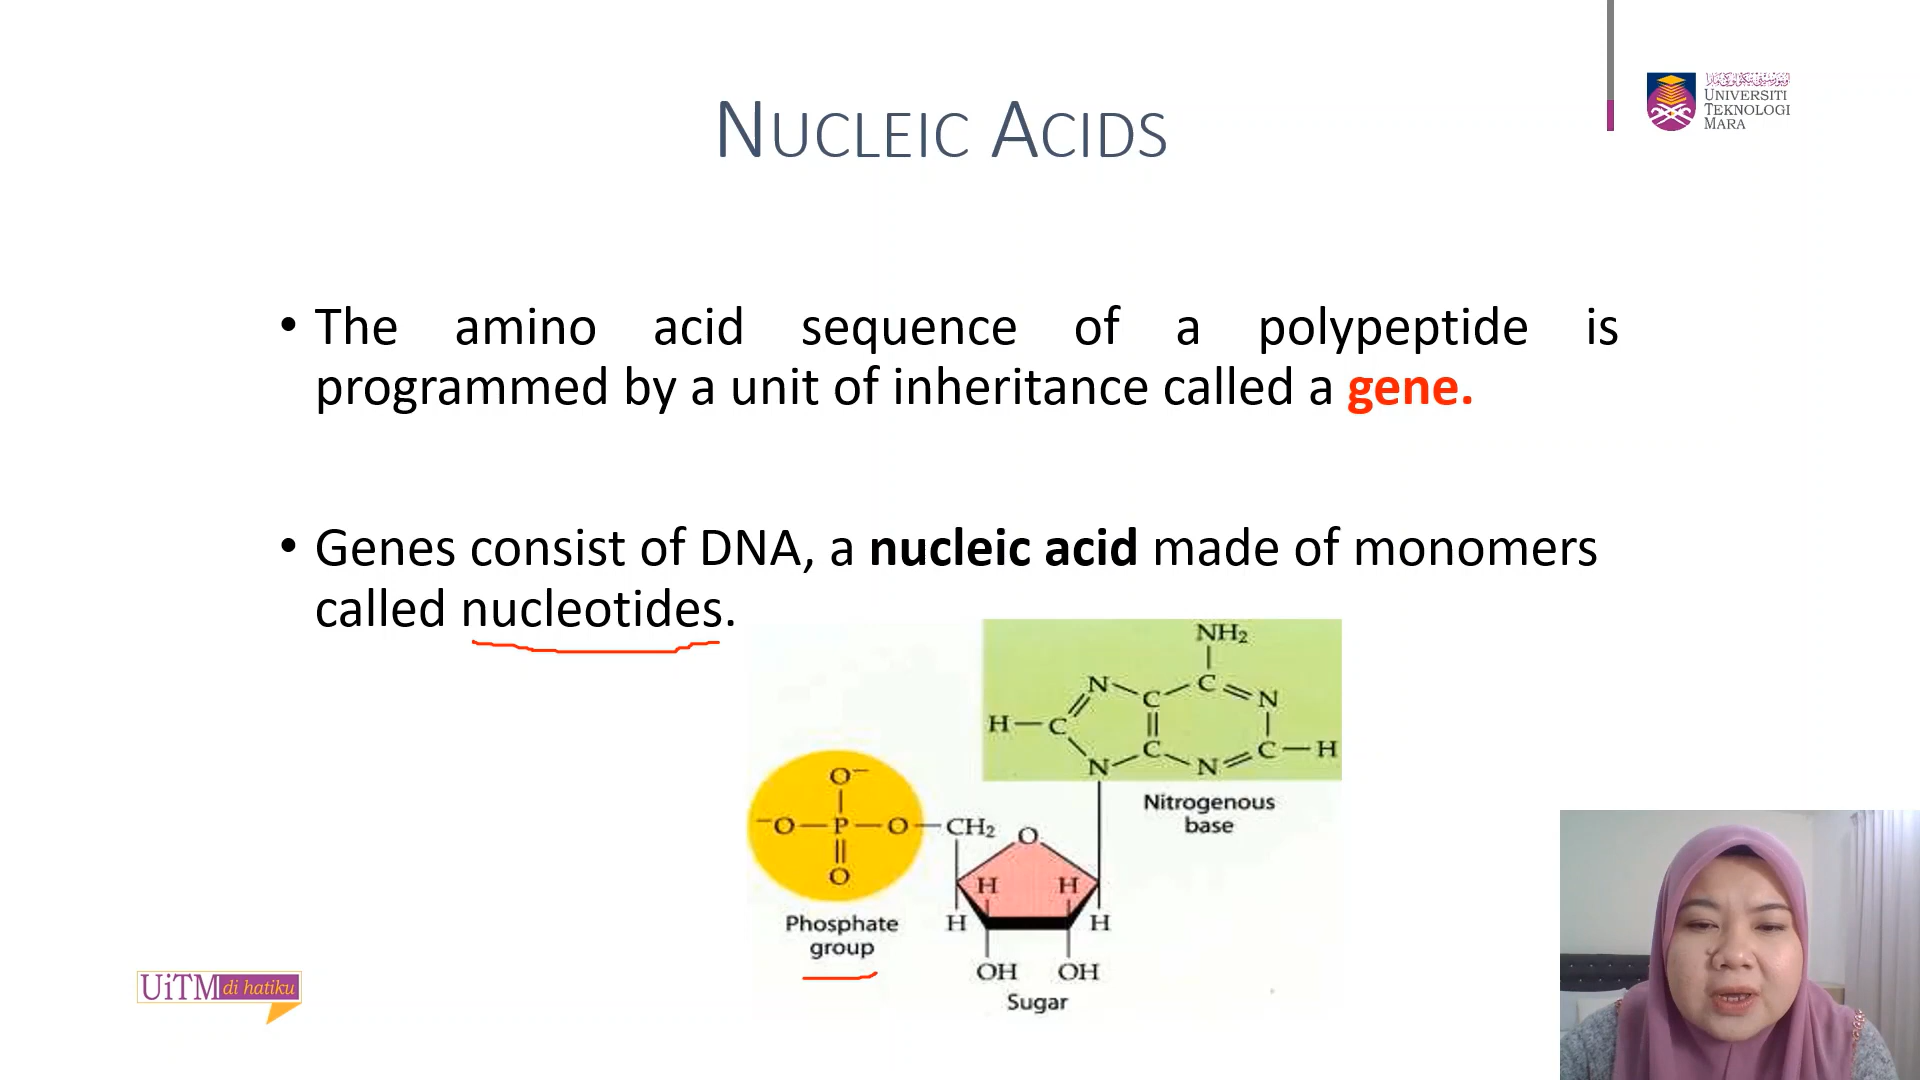 NUCLEIC ACIDS
UNIVERSITI
TEKNOLOGI
MARA
• The amino acid sequence of a polypeptide is
programmed by a unit of inheritance called a gene.
• Genes consist of DNA, a nucleic acid made of monomers
called nucleotides.
NH₂
N C C N
H C
C C H
N N
Nitrogenous
base
O⁻
⁻O P O CH₂ O
O
H H
Phosphate
group
H H
OH OH
Sugar
UiTM di hatiku